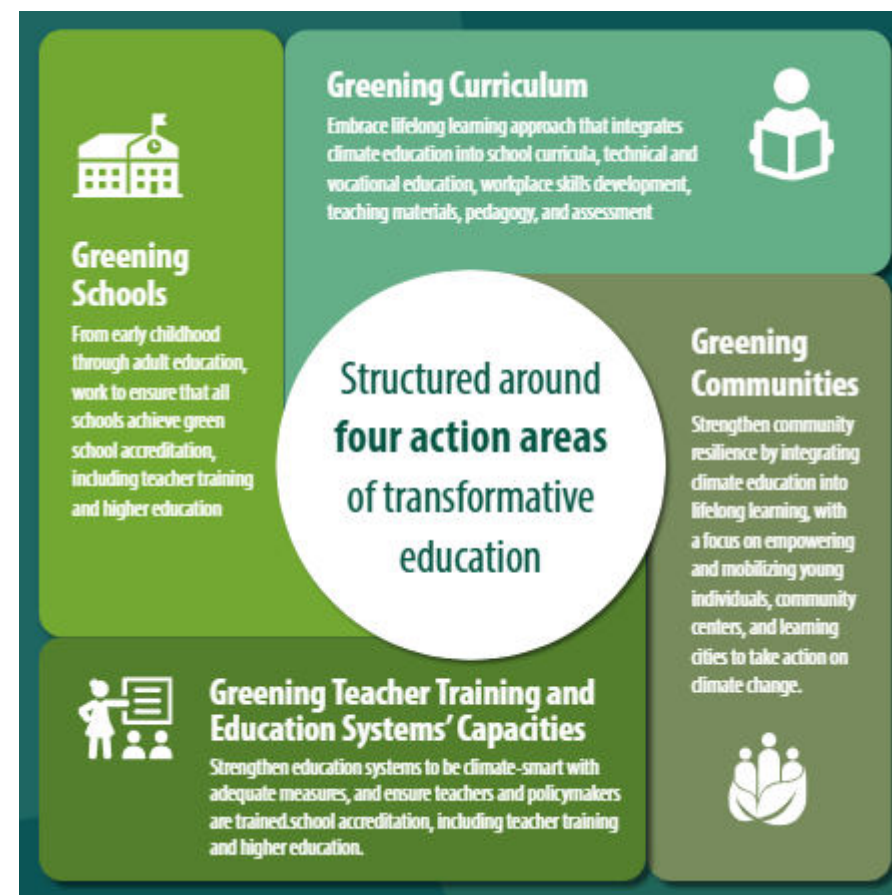 Greening Curriculum
Embrace lifelong learning approach that integrates
climate education into school curricula, technical and
vocational education, workplace skills development,
teaching materials, pedagogy, and assessment
Greening
Schools
From early childhood
through adult education,
work to ensure that all
schools achieve green
school accreditation,
including teacher training
and higher education
Structured around
four action areas
of transformative
education
Greening
Communities
Strengthen community
resilience by integrating
climate education into
lifelong learning, with
a focus on empowering
and mobilizing young
individuals, community
centers, and learning
cities to take action on
climate change.
Greening Teacher Training and
Education Systems’ Capacities
Strengthen education systems to be climate-smart with
adequate measures, and ensure teachers and policymakers
are trained.school accreditation, including teacher training
and higher education.